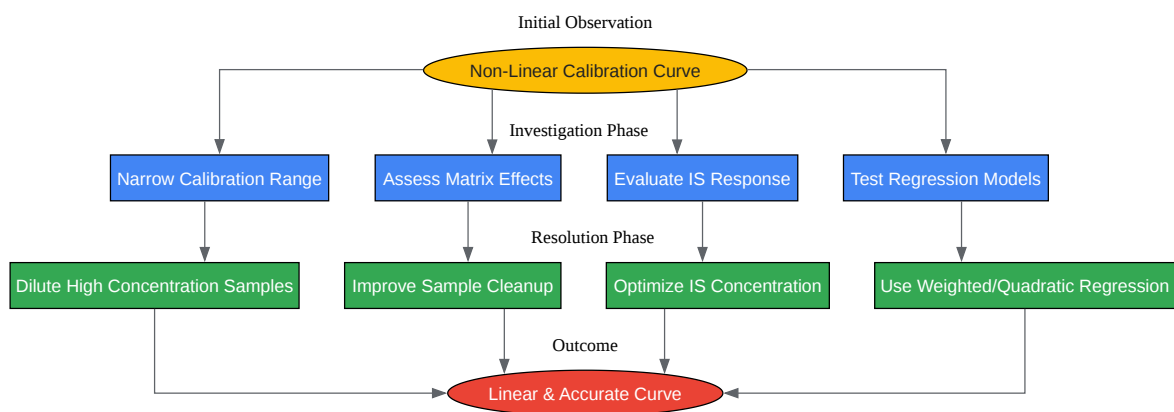 Initial Observation
Non-Linear Calibration Curve
Investigation Phase
Narrow Calibration Range
Assess Matrix Effects
Evaluate IS Response
Test Regression Models
Resolution Phase
Dilute High Concentration Samples
Improve Sample Cleanup
Optimize IS Concentration
Use Weighted/Quadratic Regression
Outcome
Linear & Accurate Curve